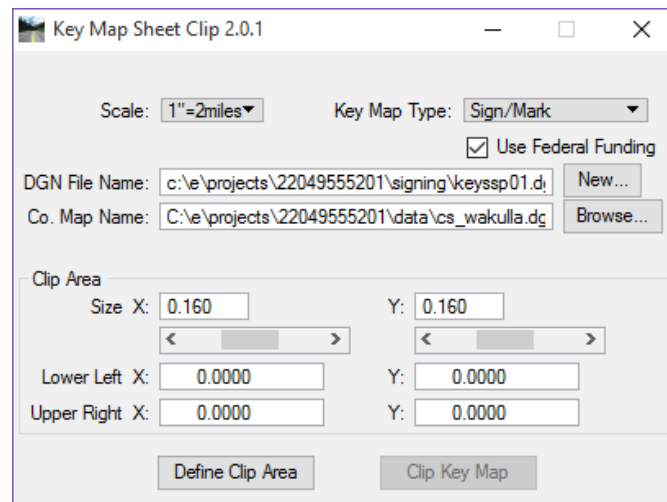 Key Map Sheet Clip 2.0.1
Scale: 1"=2miles Key Map Type: Sign/Mark
Use Federal Funding
DGN File Name: c:\e\projects\22049555201\signing\keyssp01.dg New...
Co. Map Name: C:\e\projects\22049555201\data\cs_wakulla.dg Browse...
Clip Area
Size X: 0.160 Y: 0.160
Lower Left X: 0.0000 Y: 0.0000
Upper Right X: 0.0000 Y: 0.0000
Define Clip Area Clip Key Map